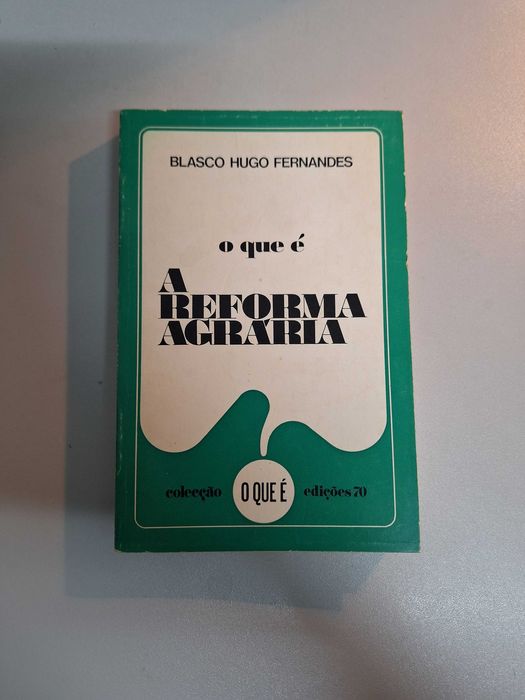 BLASCO HUGO FERNANDES
o que é
A
REFORMA
AGRÁRIA
colecção O QUE É edições 70